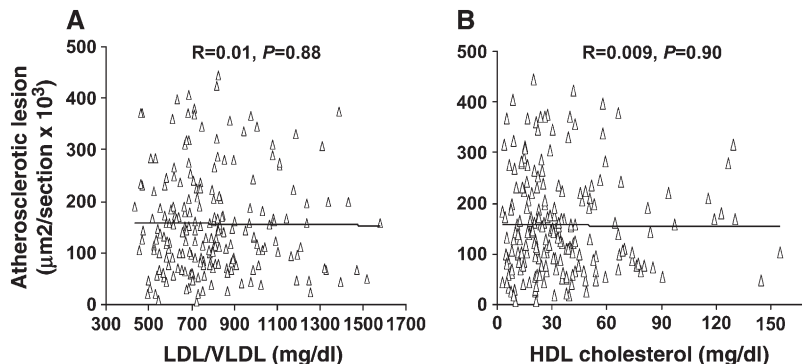 A
R=0.01, P=0.88
Atherosclerotic lesion
(μm2/section x 10³)
500
400
300
200
100
0
300 500 700 900 1100 1300 1500 1700
LDL/VLDL (mg/dl)
B
R=0.009, P=0.90
500
400
300
200
100
0
0 30 60 90 120 150
HDL cholesterol (mg/dl)